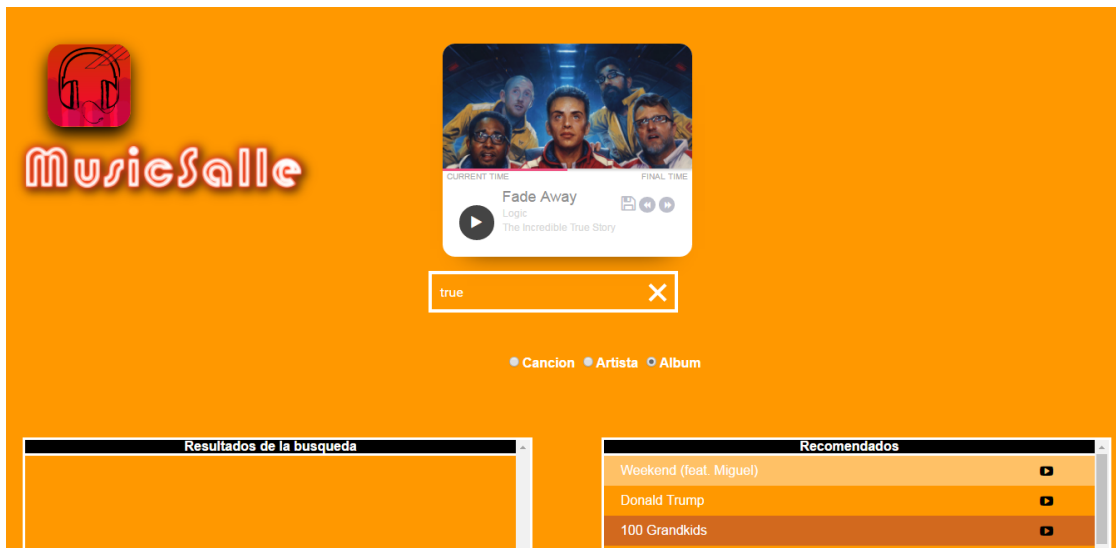 MusicSalle
CURRENT TIME FINAL TIME
Fade Away
Logic
The Incredible True Story
true
Cancion Artista Album
Resultados de la busqueda
Recomendados
Weekend (feat. Miguel)
Donald Trump
100 Grandkids